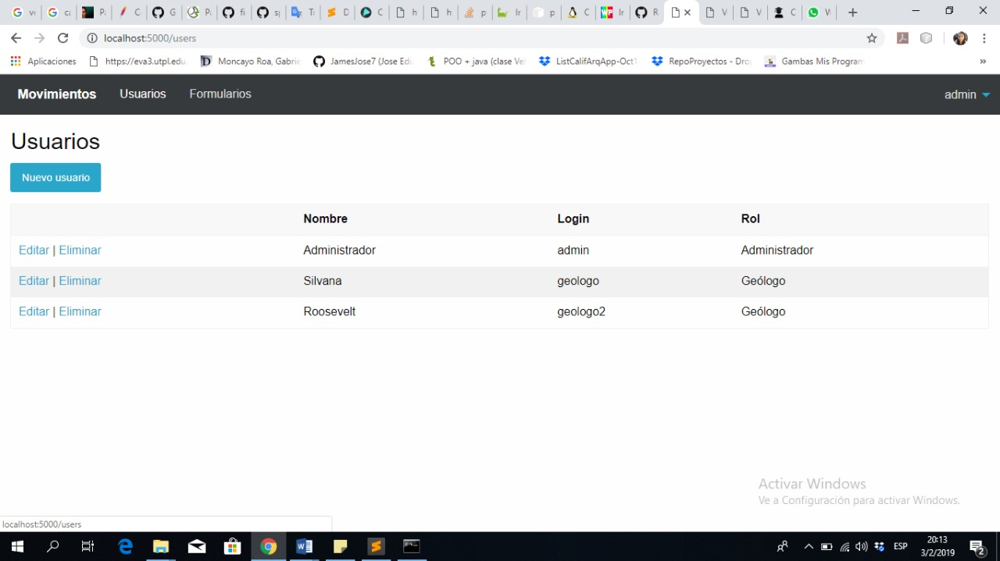 localhost:5000/users
Aplicaciones https://eva3.utpl.edu. Moncayo Roa, Gabrie JamesJose7 (Jose Edu POO + java (clase Vel ListCalifArqApp-Oct1 RepoProyectos - Dro Gambas Mis Program »
Movimientos Usuarios Formularios admin
Usuarios
Nuevo usuario
Nombre Login Rol
Editar | Eliminar Administrador admin Administrador
Editar | Eliminar Silvana geologo Geólogo
Editar | Eliminar Roosevelt geologo2 Geólogo
Activar Windows
Ve a Configuración para activar Windows.
localhost:5000/users
ESP 20:13
3/2/2019 2